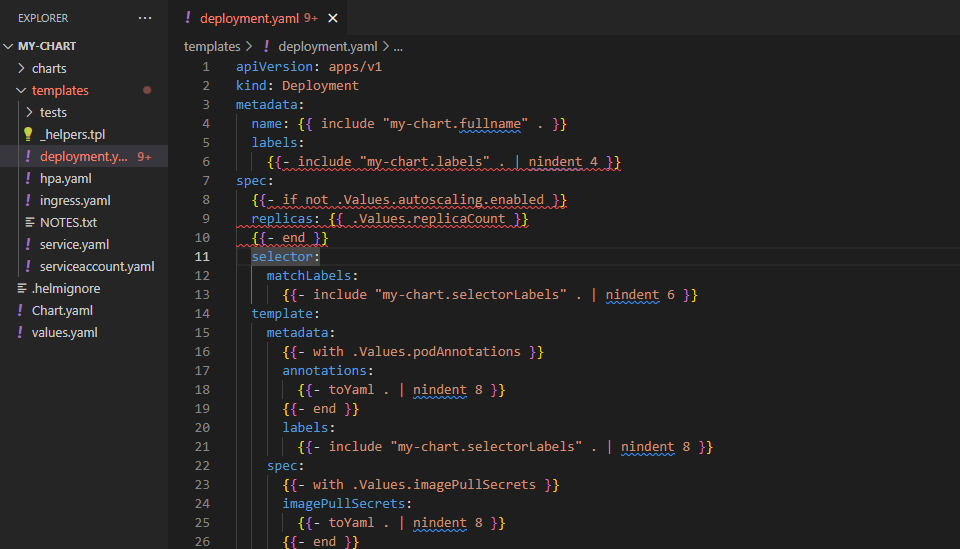 EXPLORER ...
MY-CHART
charts
templates
tests
_helpers.tpl
deployment.y... 9+
hpa.yaml
ingress.yaml
NOTES.txt
service.yaml
serviceaccount.yaml
.helmignore
Chart.yaml
values.yaml
deployment.yaml 9+
templates > deployment.yaml > ...
1 apiVersion: apps/v1
2 kind: Deployment
3 metadata:
4   name: {{ include "my-chart.fullname" . }}
5   labels:
6     {{- include "my-chart.labels" . | nindent 4 }}
7 spec:
8   {{- if not .Values.autoscaling.enabled }}
9   replicas: {{ .Values.replicaCount }}
10   {{- end }}
11   selector:
12     matchLabels:
13       {{- include "my-chart.selectorLabels" . | nindent 6 }}
14   template:
15     metadata:
16       {{- with .Values.podAnnotations }}
17       annotations:
18         {{- toYaml . | nindent 8 }}
19       {{- end }}
20       labels:
21         {{- include "my-chart.selectorLabels" . | nindent 8 }}
22     spec:
23       {{- with .Values.imagePullSecrets }}
24       imagePullSecrets:
25         {{- toYaml . | nindent 8 }}
26       {{- end }}